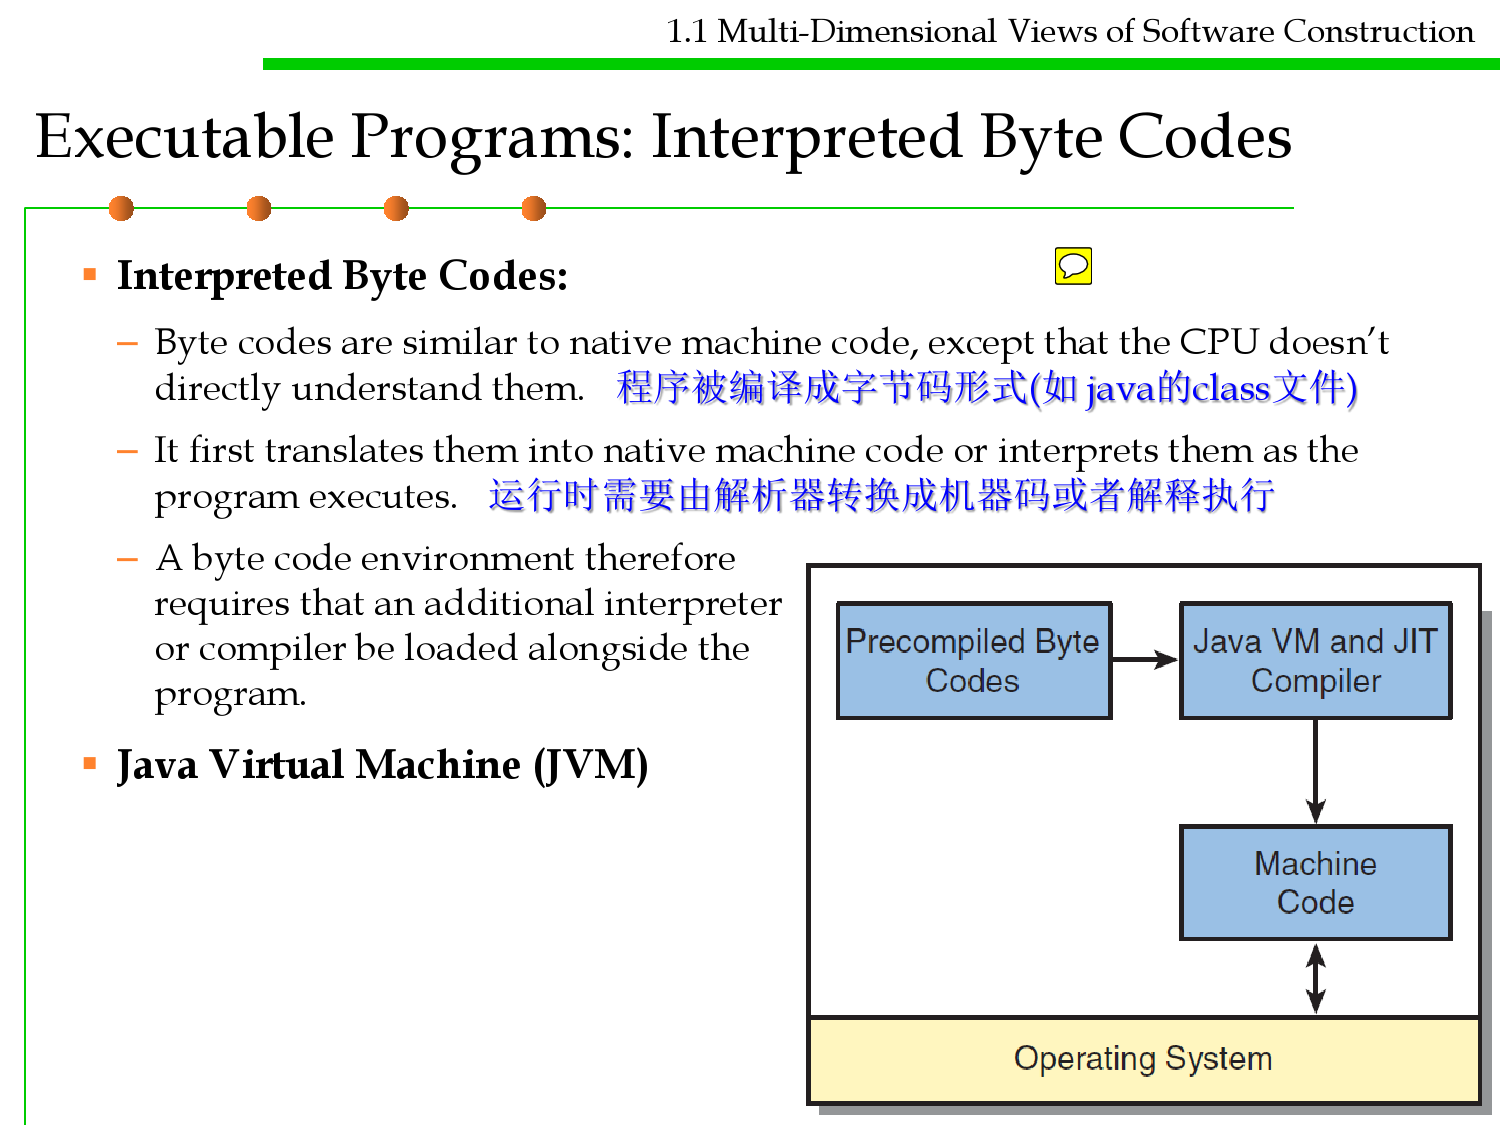 1.1 Multi-Dimensional Views of Software Construction
Executable Programs: Interpreted Byte Codes
Interpreted Byte Codes:
– Byte codes are similar to native machine code, except that the CPU doesn’t
directly understand them. 程序被编译成字节码形式(如 java的class文件)
– It first translates them into native machine code or interprets them as the
program executes. 运行时需要由解析器转换成机器码或者解释执行
– A byte code environment therefore
requires that an additional interpreter
or compiler be loaded alongside the
program.
Java Virtual Machine (JVM)
Precompiled Byte
Codes
Java VM and JIT
Compiler
Machine
Code
Operating System